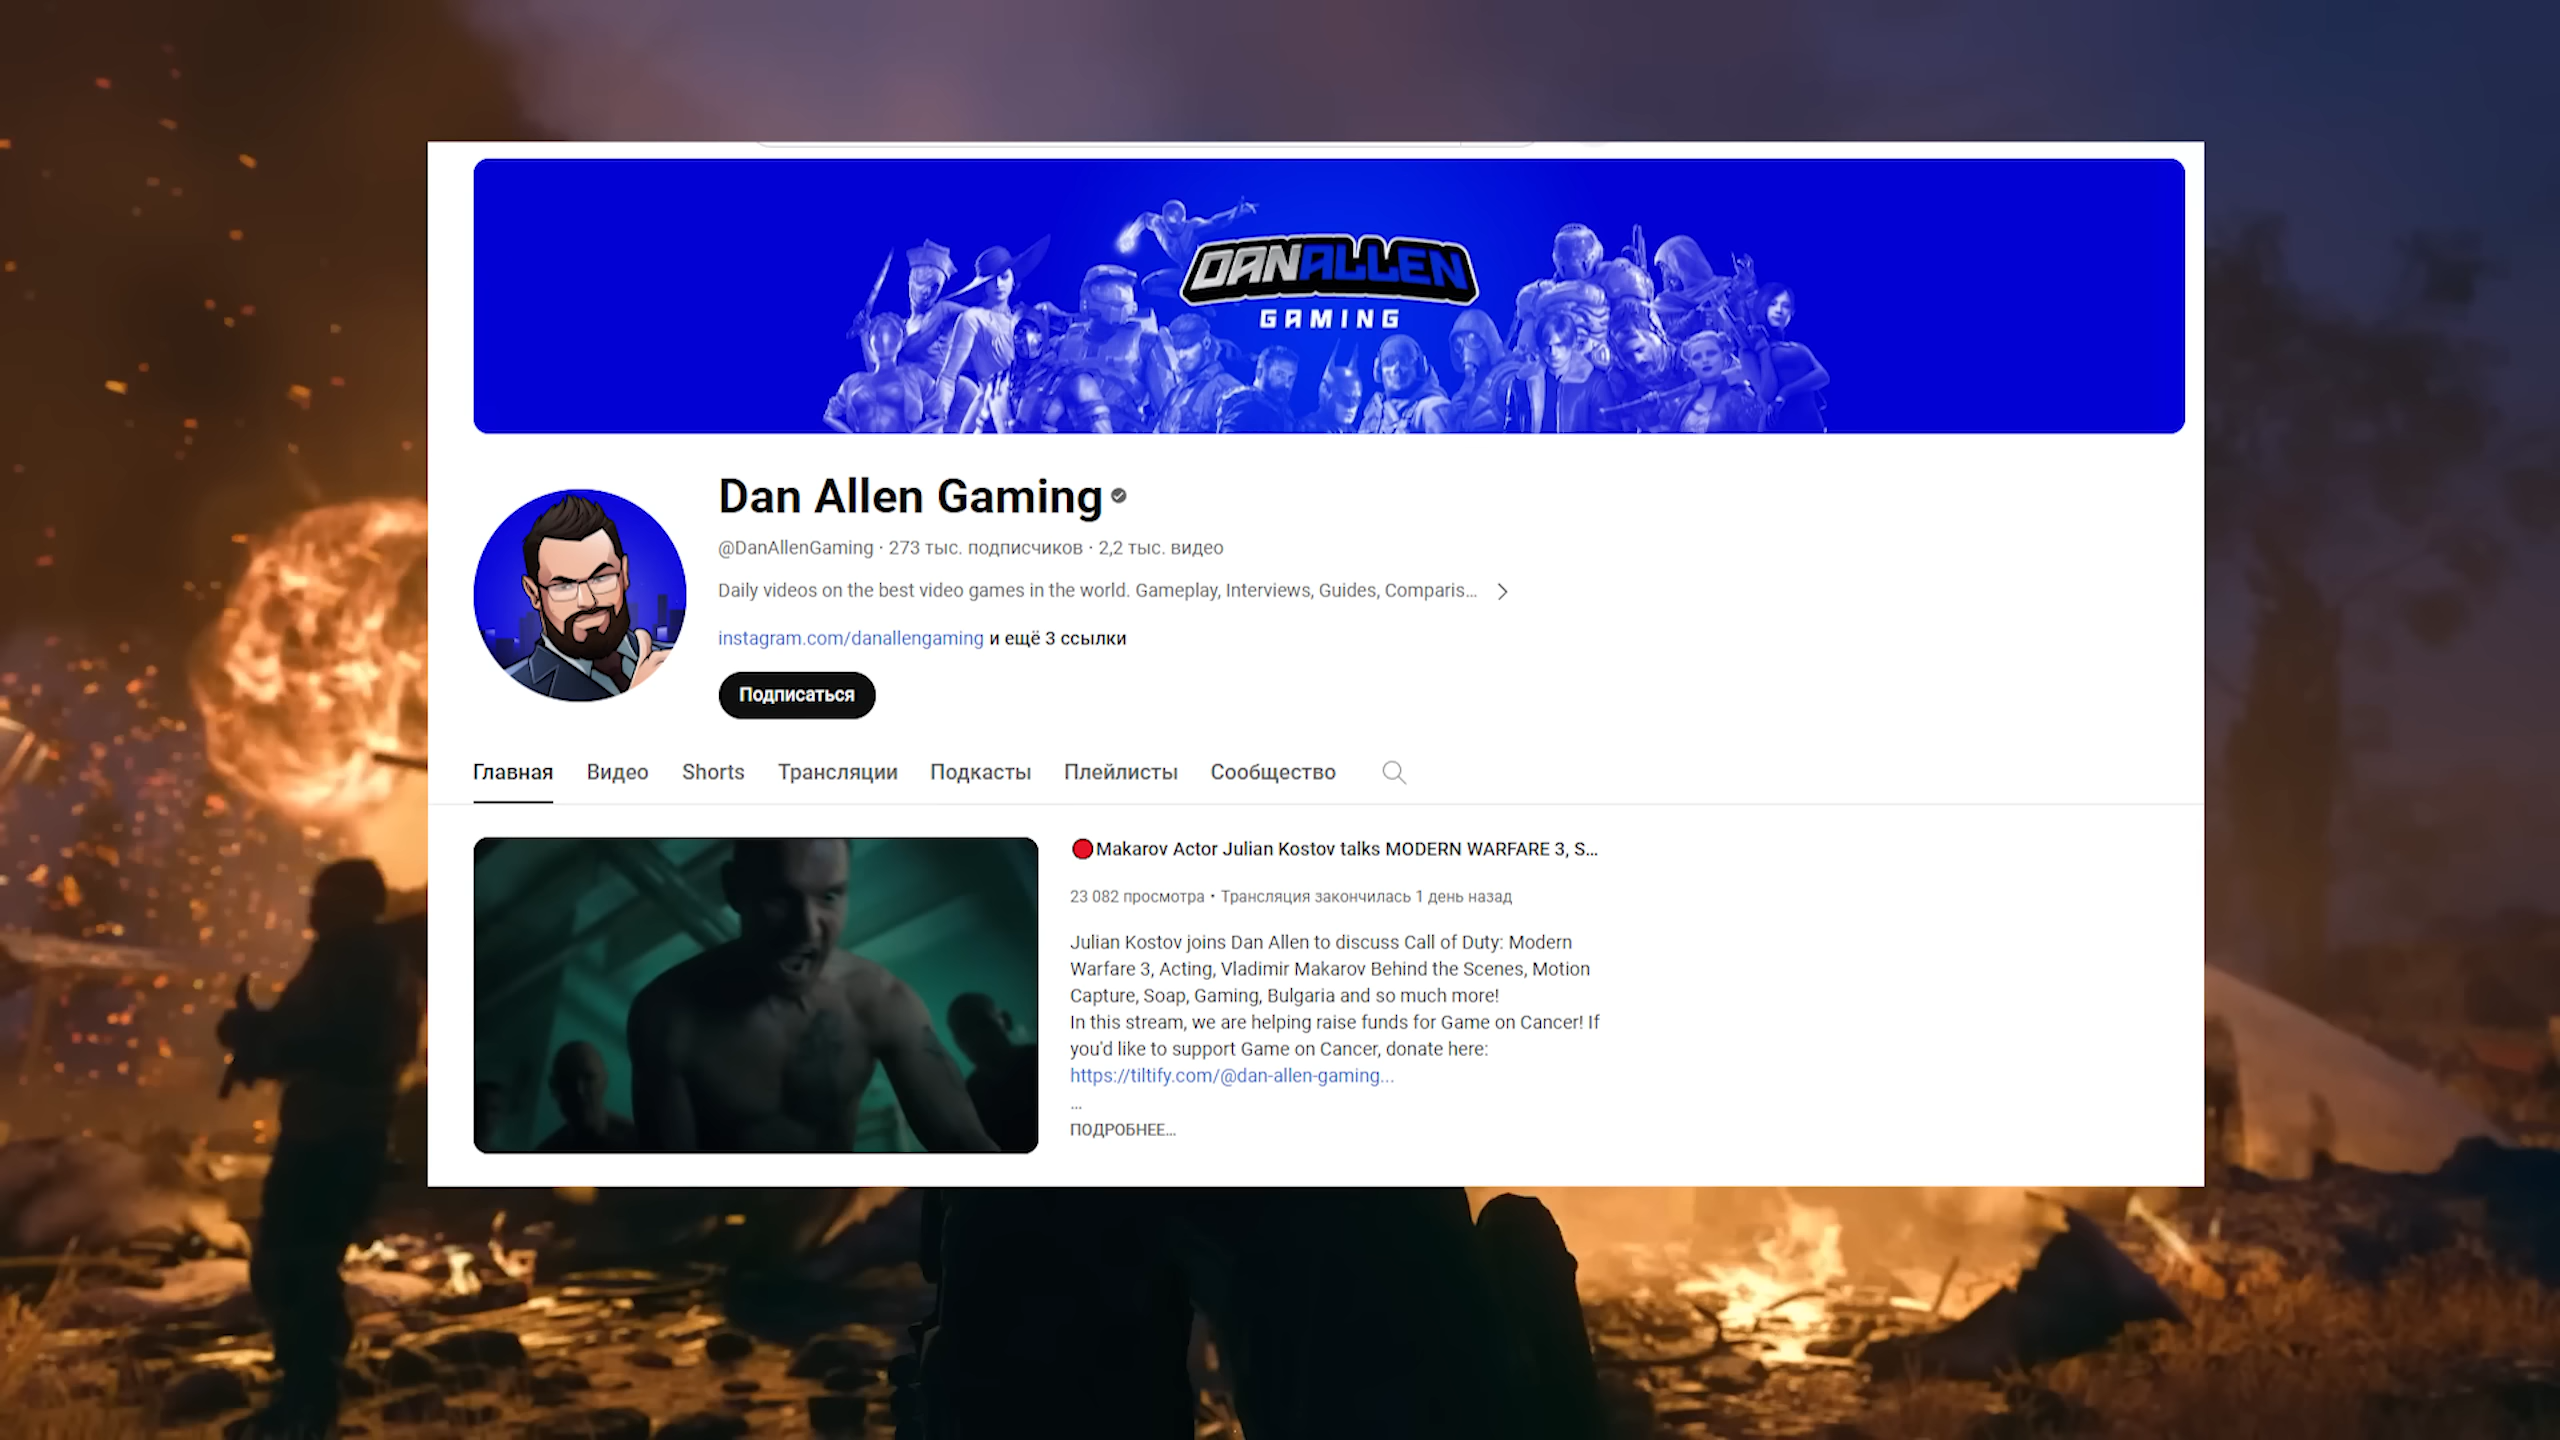 DANALLEN
GAMING
Dan Allen Gaming
@DanAllenGaming · 273 тыс. подписчиков · 2,2 тыс. видео
Daily videos on the best video games in the world. Gameplay, Interviews, Guides, Comparis...
instagram.com/danallengaming и ещё 3 ссылки
Подписаться
Главная Видео Shorts Трансляции Подкасты Плейлисты Сообщество
Makarov Actor Julian Kostov talks MODERN WARFARE 3, S...
23 082 просмотра • Трансляция закончилась 1 день назад
Julian Kostov joins Dan Allen to discuss Call of Duty: Modern
Warfare 3, Acting, Vladimir Makarov Behind the Scenes, Motion
Capture, Soap, Gaming, Bulgaria and so much more!
In this stream, we are helping raise funds for Game on Cancer! If
you'd like to support Game on Cancer, donate here:
https://tiltify.com/@dan-allen-gaming...
...
ПОДРОБНЕЕ...